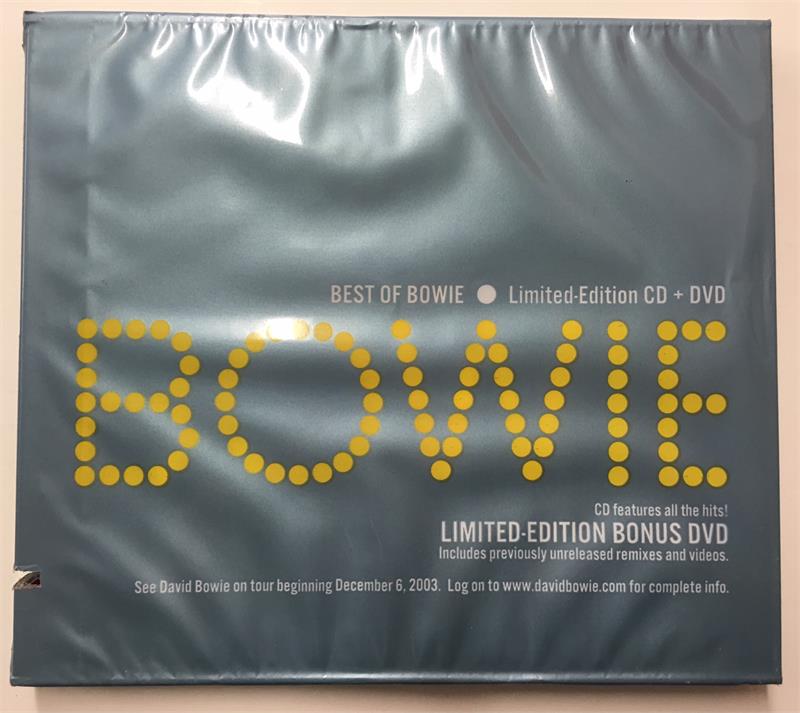 BEST OF BOWIE ● Limited-Edition CD + DVD
BOWIE
CD features all the hits!
LIMITED-EDITION BONUS DVD
Includes previously unreleased remixes and videos.
See David Bowie on tour beginning December 6, 2003. Log on to www.davidbowie.com for complete info.